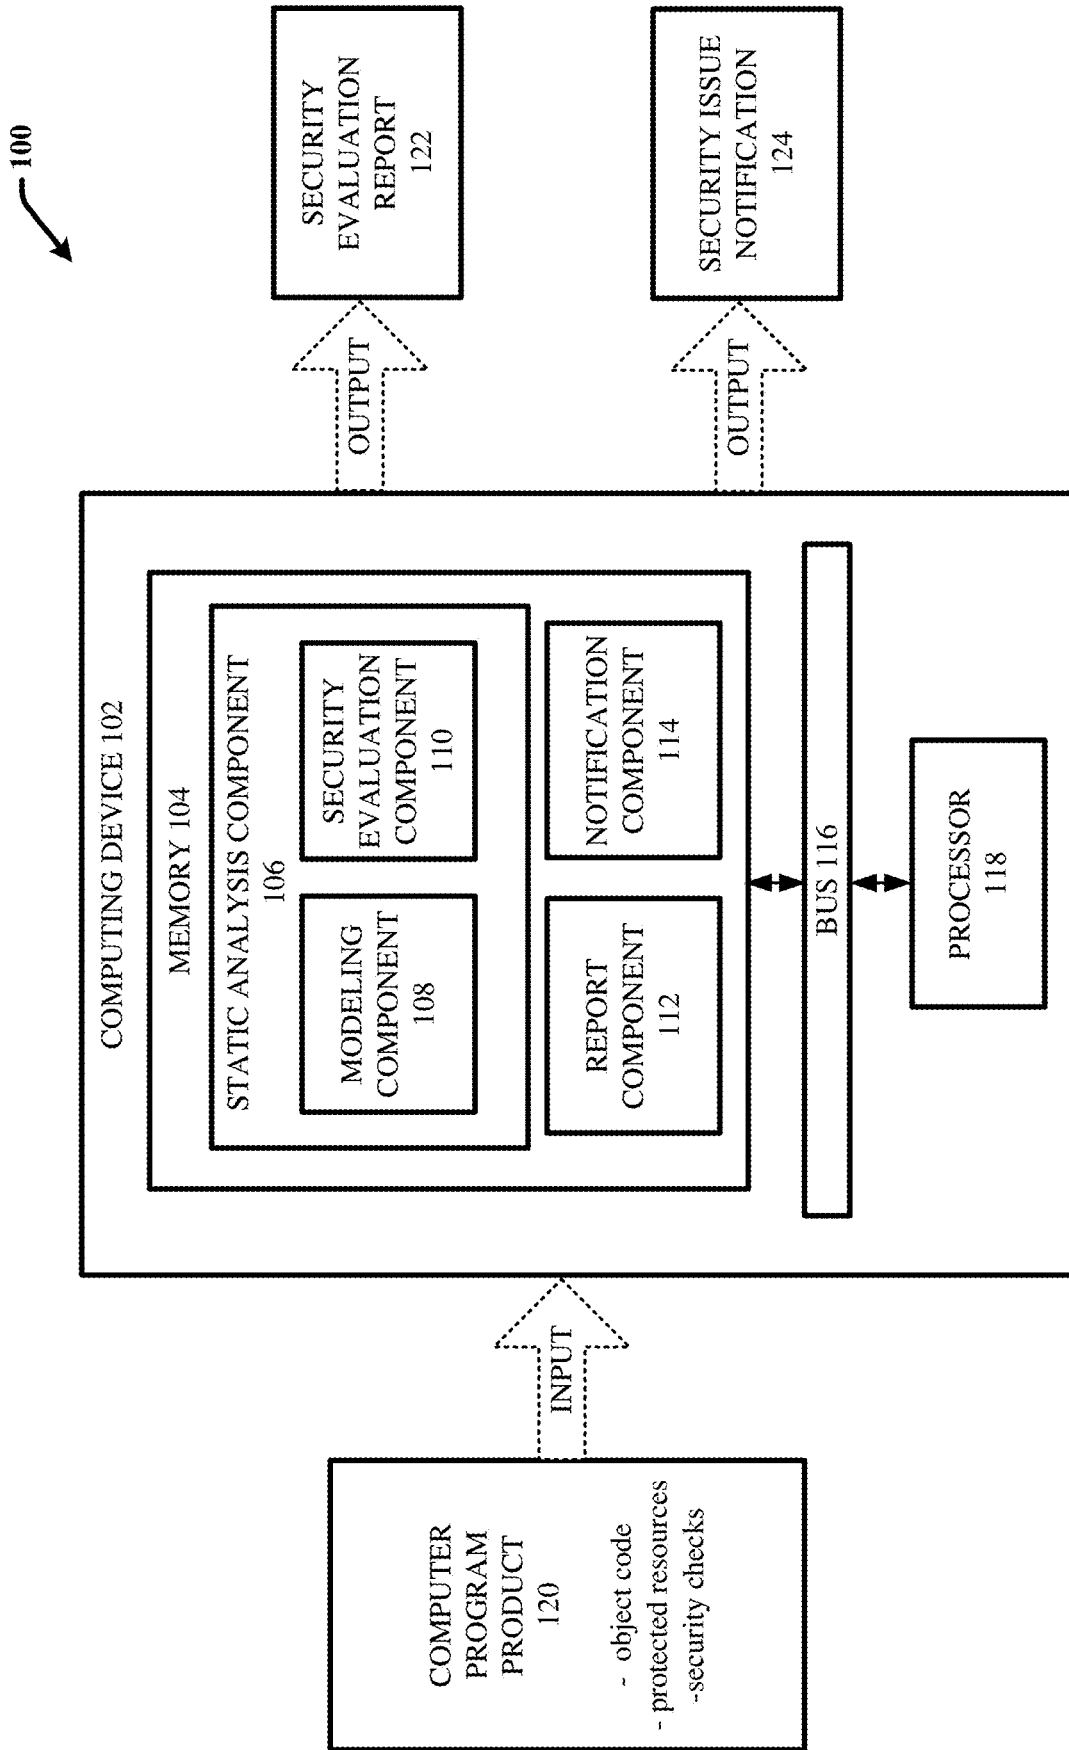 100
COMPUTER
PROGRAM
PRODUCT
120
- object code
- protected resources
-security checks
INPUT
COMPUTING DEVICE 102
MEMORY 104
STATIC ANALYSIS COMPONENT
106
MODELING
COMPONENT
108
SECURITY
EVALUATION
COMPONENT
110
REPORT
COMPONENT
112
NOTIFICATION
COMPONENT
114
BUS 116
PROCESSOR
118
OUTPUT
SECURITY
EVALUATION
REPORT
122
OUTPUT
SECURITY ISSUE
NOTIFICATION
124